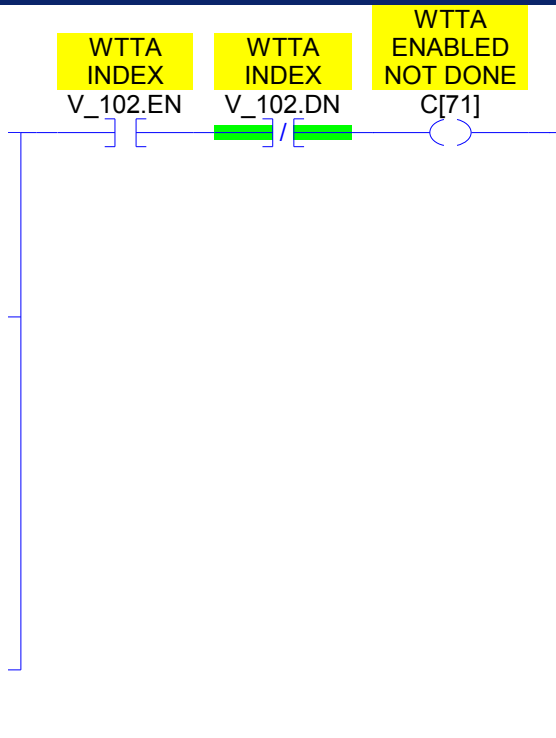 WTTA
INDEX
V_102.EN
WTTA
INDEX
V_102.DN
/
WTTA
ENABLED
NOT DONE
C[71]